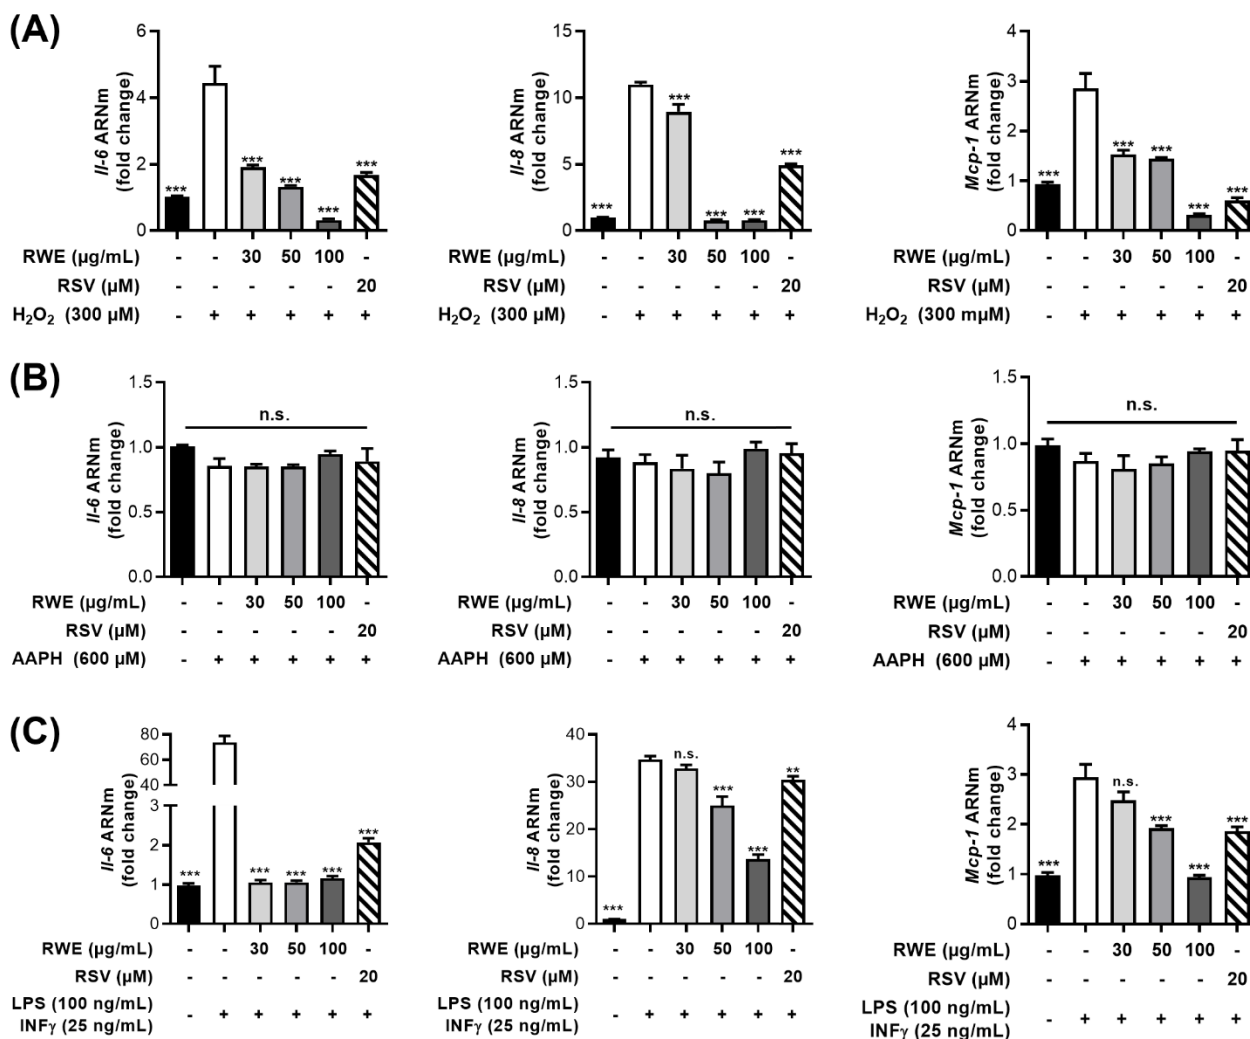 (A)
Il-6 ARNm
(fold change)
6
4
2
0
***
***
***
***
***
RWE (µg/mL) - - 30 50 100 -
RSV (µM) - - - - - 20
H₂O₂ (300 µM) - + + + + +
Il-8 ARNm
(fold change)
15
10
5
0
***
***
***
***
***
RWE (µg/mL) - - 30 50 100 -
RSV (µM) - - - - - 20
H₂O₂ (300 µM) - + + + + +
Mcp-1 ARNm
(fold change)
4
3
2
1
0
***
***
***
***
***
RWE (µg/mL) - - 30 50 100 -
RSV (µM) - - - - - 20
H₂O₂ (300 mµM) - + + + + +
(B)
Il-6 ARNm
(fold change)
1.5
1.0
0.5
0.0
n.s.
RWE (µg/mL) - - 30 50 100 -
RSV (µM) - - - - - 20
AAPH (600 µM) - + + + + +
Il-8 ARNm
(fold change)
1.5
1.0
0.5
0.0
n.s.
RWE (µg/mL) - - 30 50 100 -
RSV (µM) - - - - - 20
AAPH (600 µM) - + + + + +
Mcp-1 ARNm
(fold change)
1.5
1.0
0.5
0.0
n.s.
RWE (µg/mL) - - 30 50 100 -
RSV (µM) - - - - - 20
AAPH (600 µM) - + + + + +
(C)
Il-6 ARNm
(fold change)
80
60
40
3
2
1
0
***
***
***
***
***
RWE (µg/mL) - - 30 50 100 -
RSV (µM) - - - - - 20
LPS (100 ng/mL)
INFγ (25 ng/mL) - + + + + +
Il-8 ARNm
(fold change)
40
30
20
10
0
***
n.s.
***
***
**
RWE (µg/mL) - - 30 50 100 -
RSV (µM) - - - - - 20
LPS (100 ng/mL)
INFγ (25 ng/mL) - + + + + +
Mcp-1 ARNm
(fold change)
4
3
2
1
0
***
n.s.
***
***
***
RWE (µg/mL) - - 30 50 100 -
RSV (µM) - - - - - 20
LPS (100 ng/mL)
INFγ (25 ng/mL) - + + + + +